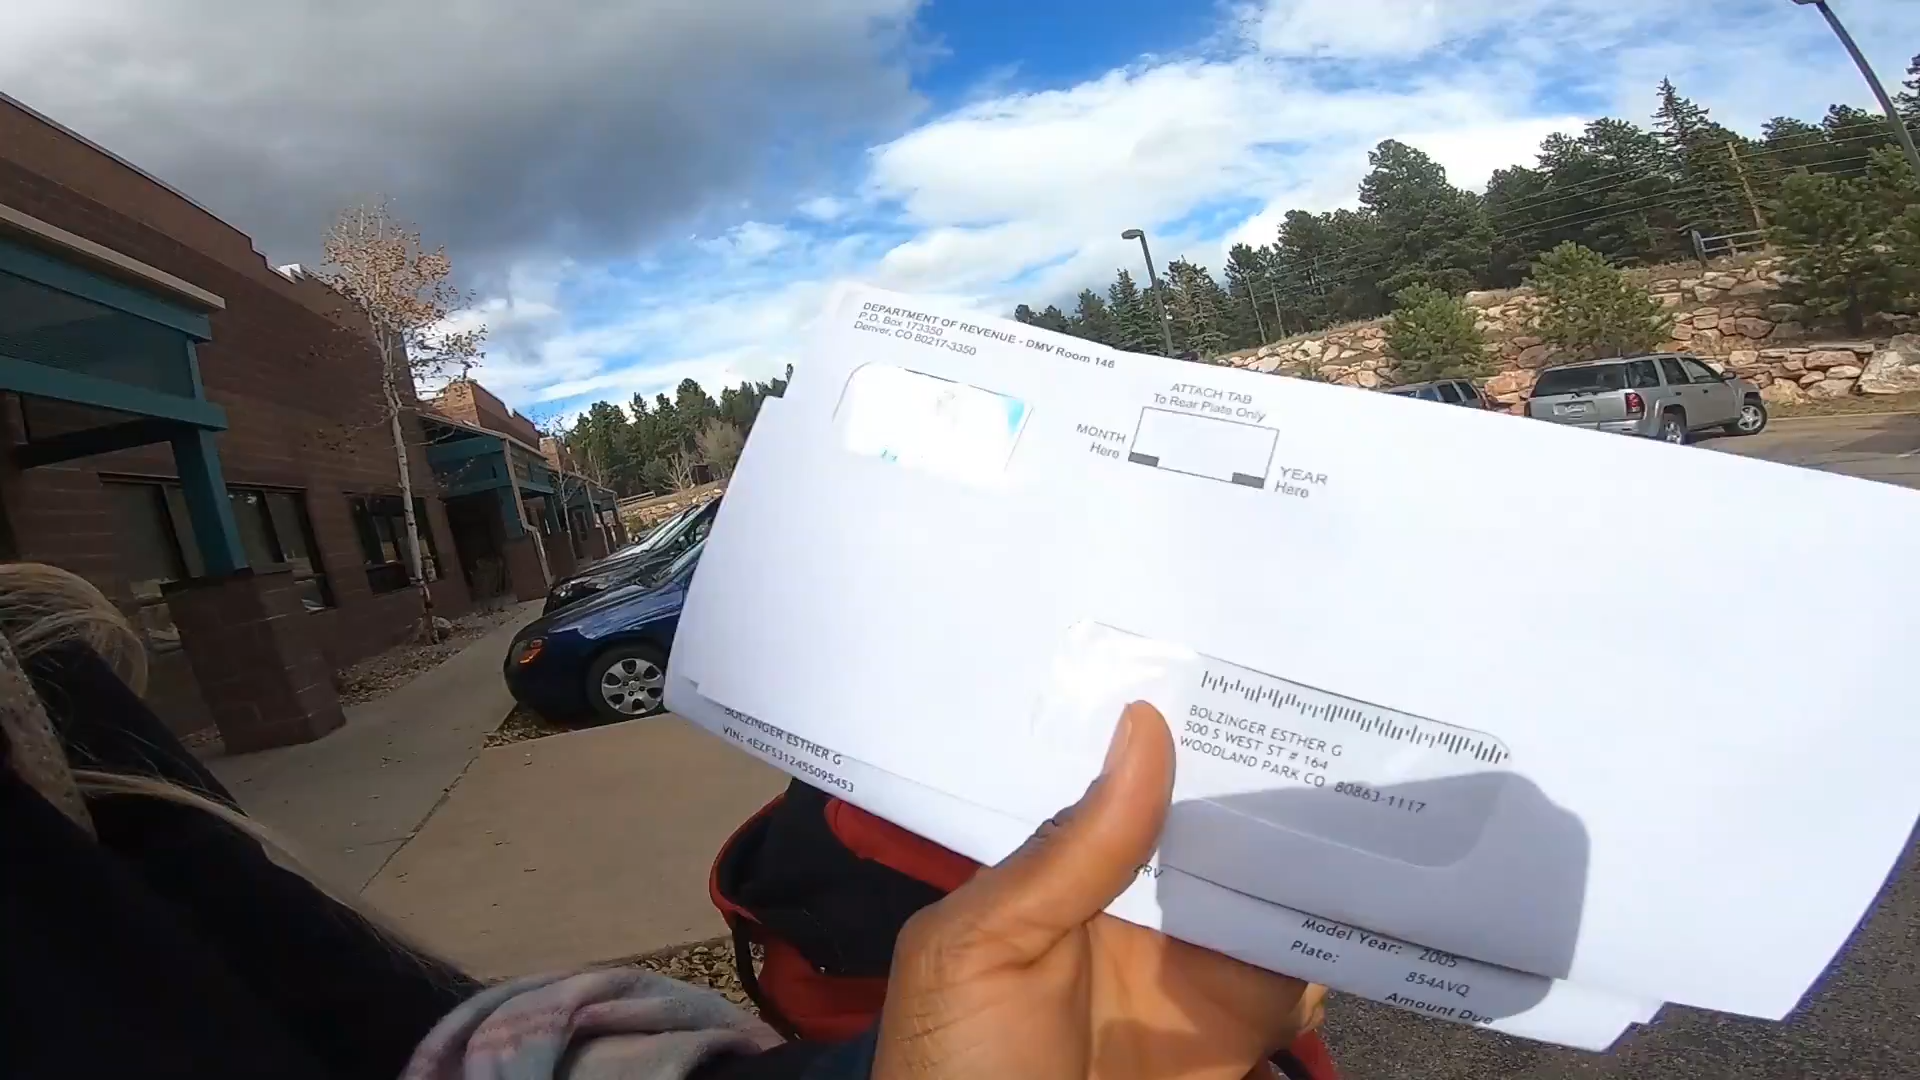 DEPARTMENT OF REVENUE - DMV Room 146
P.O. Box 173350
Denver, CO 80217-3350
ATTACH TAB
To Rear Plate Only
MONTH
Here
YEAR
Here
BOLZINGER ESTHER G
500 S WEST ST # 164
WOODLAND PARK CO 80863-1117
BOLZINGER ESTHER G
VIN: 4EZFS31245S095453
Model Year: 2005
Plate: 854AVQ
Amount Due